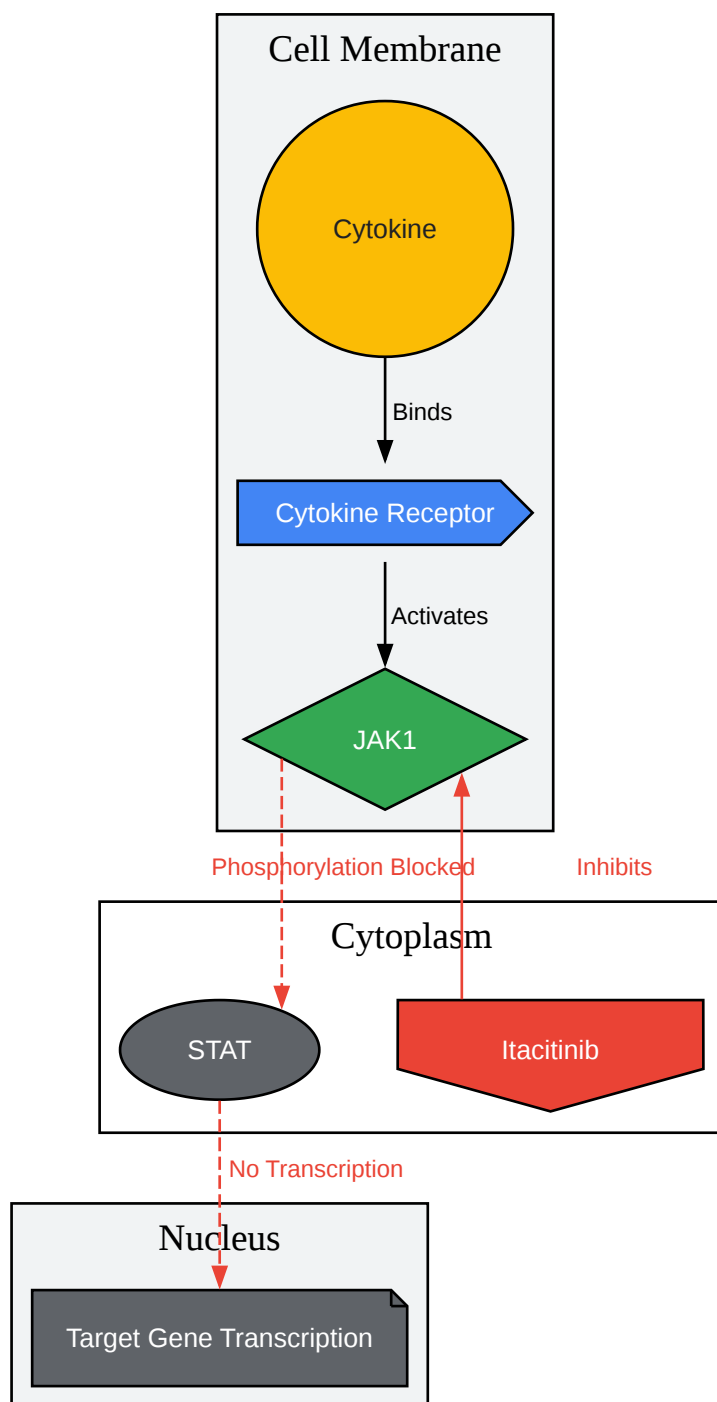 Cell Membrane
Cytokine
Binds
Cytokine Receptor
Activates
JAK1
Phosphorylation Blocked
Inhibits
Cytoplasm
STAT
Itacitinib
No Transcription
Nucleus
Target Gene Transcription